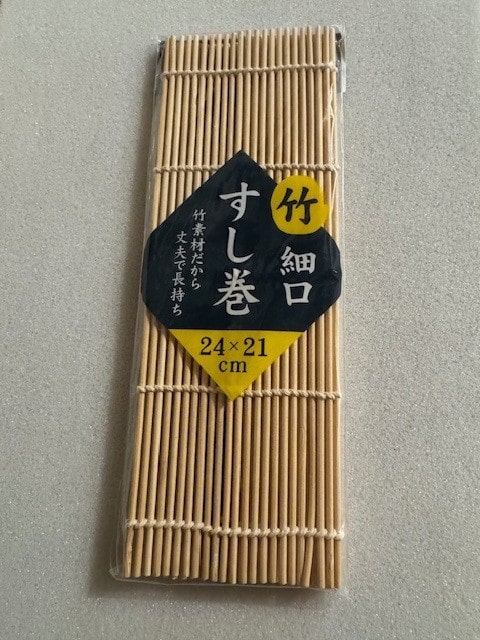 竹
細口
すし巻
竹素材だから
丈夫で長持ち
24×21
cm